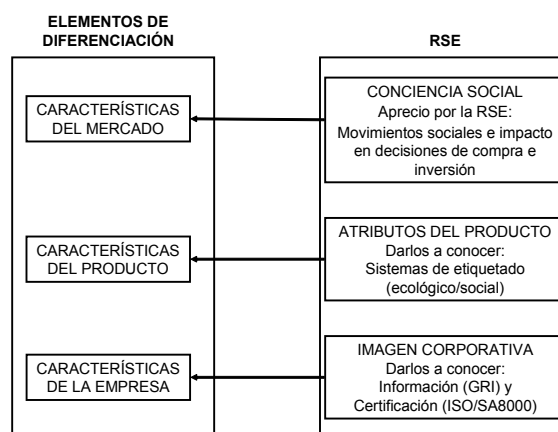 ELEMENTOS DE
DIFERENCIACIÓN
RSE
CARACTERÍSTICAS
DEL MERCADO
CONCIENCIA SOCIAL
Aprecio por la RSE:
Movimientos sociales e impacto
en decisiones de compra e
inversión
CARACTERÍSTICAS
DEL PRODUCTO
ATRIBUTOS DEL PRODUCTO
Darlos a conocer:
Sistemas de etiquetado
(ecológico/social)
CARACTERÍSTICAS
DE LA EMPRESA
IMAGEN CORPORATIVA
Darlos a conocer:
Información (GRI) y
Certificación (ISO/SA8000)